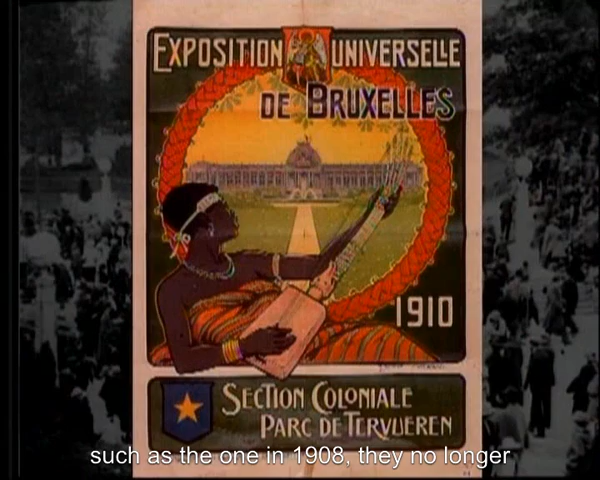 EXPOSITION UNIVERSELLE
DE BRUXELLES
1910
SECTION COLONIALE
PARC DE TERVUEREN
such as the one in 1908, they no longer